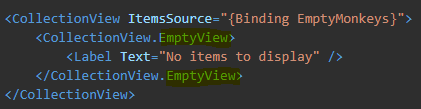 <CollectionView ItemsSource="{Binding EmptyMonkeys}">
<CollectionView.EmptyView>
<Label Text="No items to display" />
</CollectionView.EmptyView>
</CollectionView>